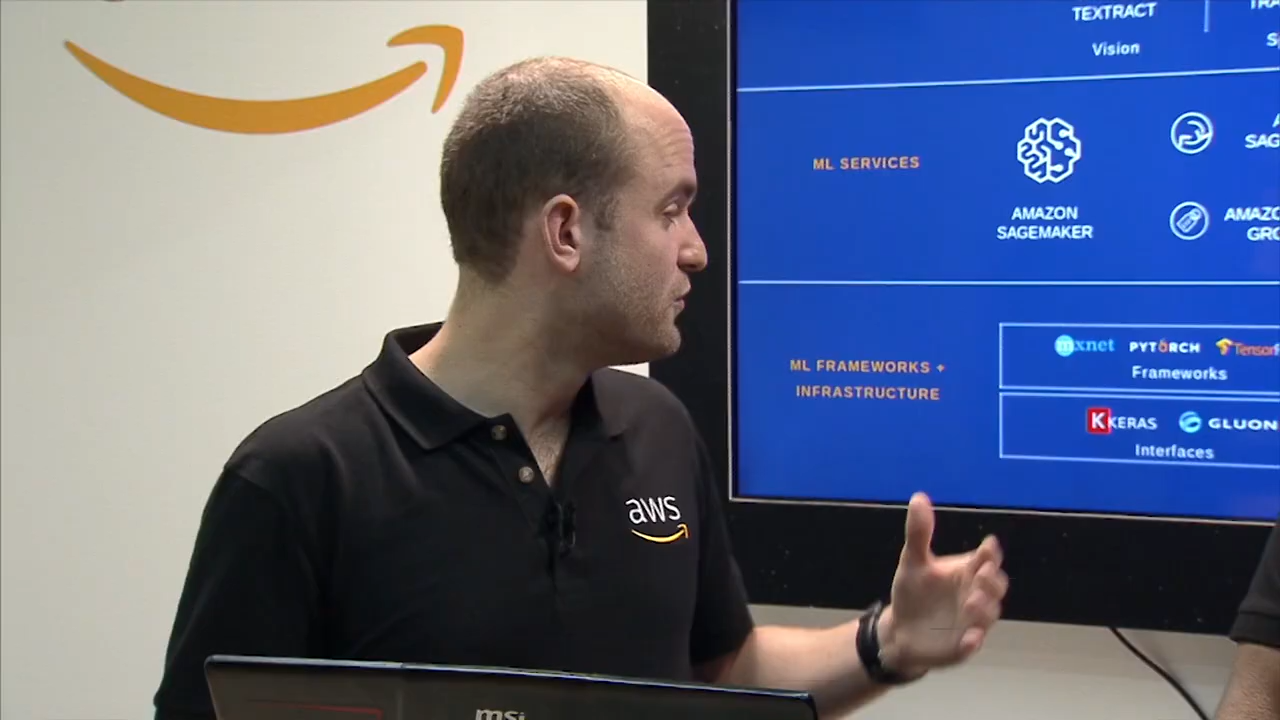 TEXTRACT
Vision
ML SERVICES
AMAZON
SAGEMAKER
ML FRAMEWORKS +
INFRASTRUCTURE
mxnet PYTORCH
Frameworks
KERAS GLUON
Interfaces
aws
msi